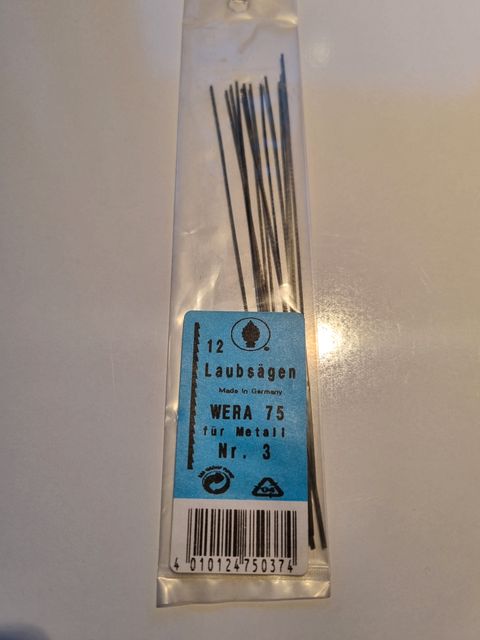 12
Laubsägen
Made in Germany
WERA 75
für Metall
Nr. 3
4 010124 750374